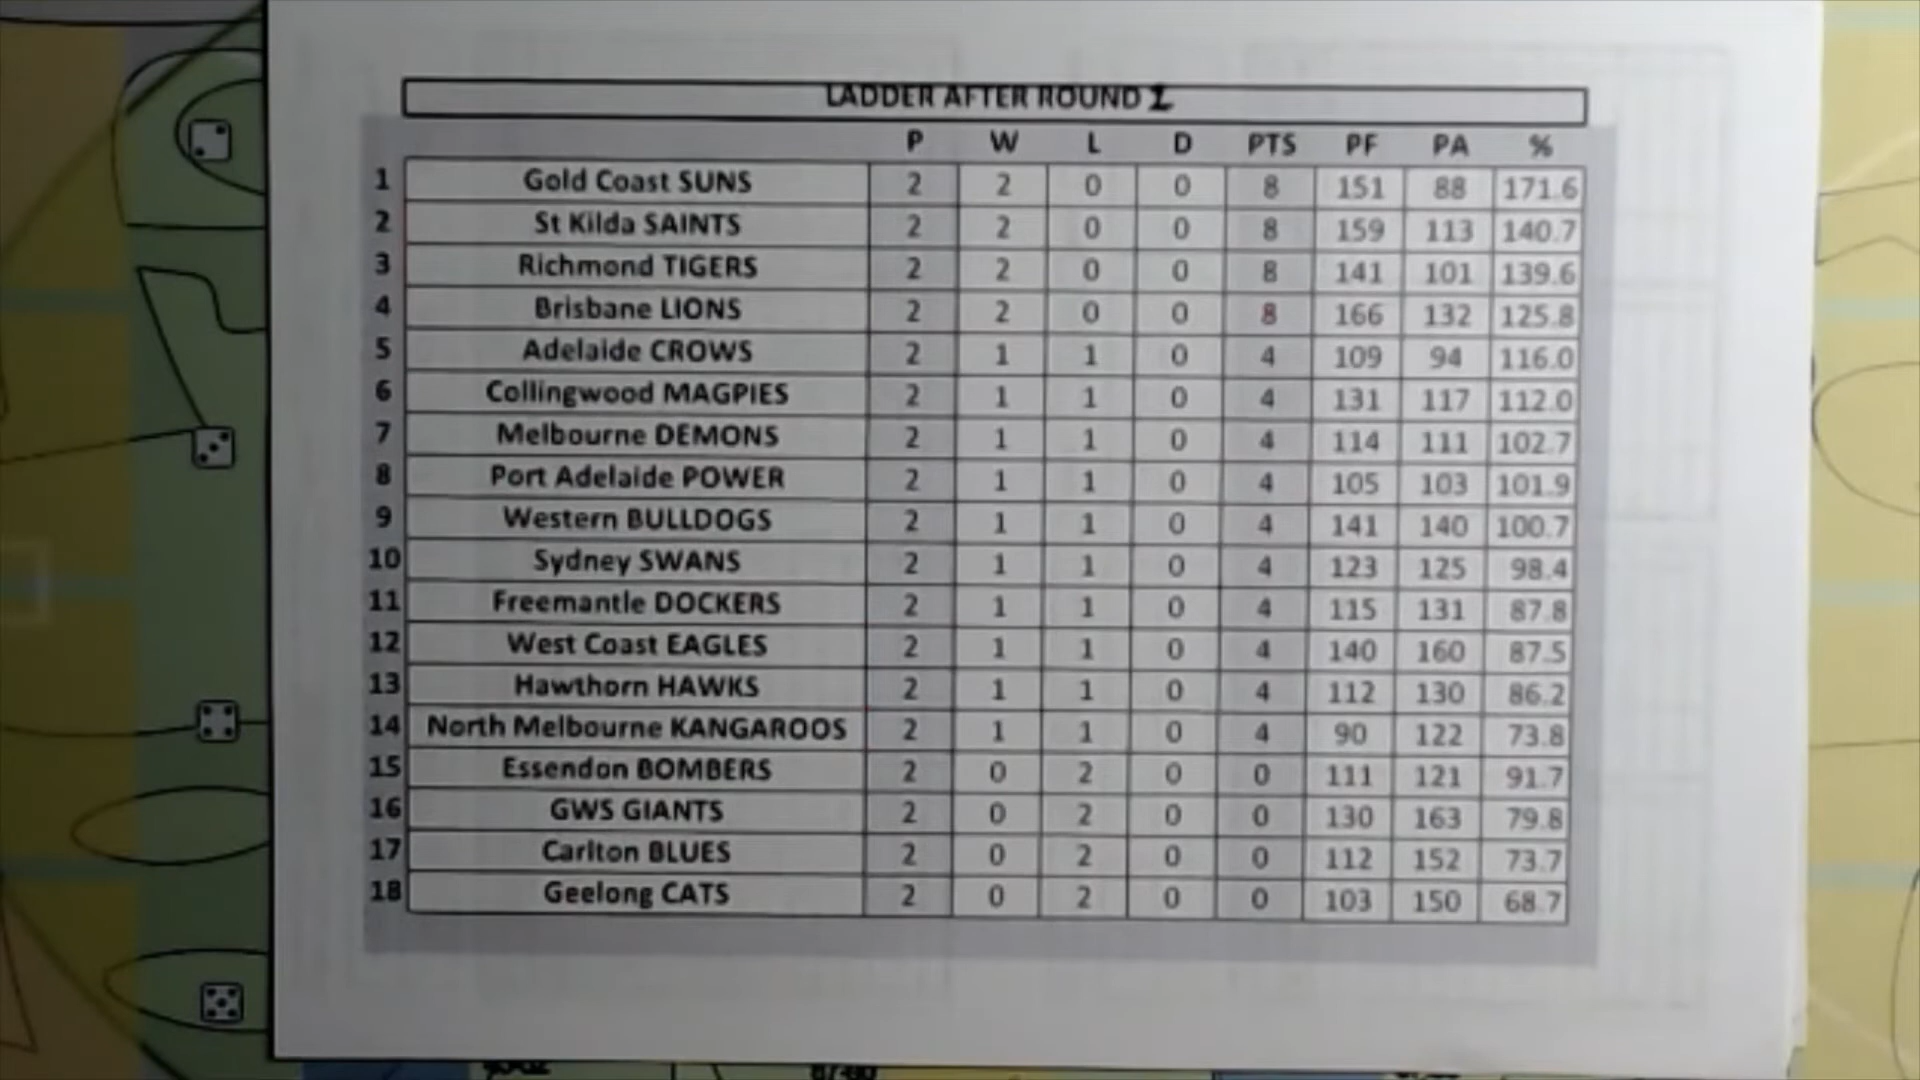 LADDER AFTER ROUND 2
P W L D PTS PF PA %
1 Gold Coast SUNS 2 2 0 0 8 151 88 171.6
2 St Kilda SAINTS 2 2 0 0 8 159 113 140.7
3 Richmond TIGERS 2 2 0 0 8 141 101 139.6
4 Brisbane LIONS 2 2 0 0 8 166 132 125.8
5 Adelaide CROWS 2 1 1 0 4 109 94 116.0
6 Collingwood MAGPIES 2 1 1 0 4 131 117 112.0
7 Melbourne DEMONS 2 1 1 0 4 114 111 102.7
8 Port Adelaide POWER 2 1 1 0 4 105 103 101.9
9 Western BULLDOGS 2 1 1 0 4 141 140 100.7
10 Sydney SWANS 2 1 1 0 4 123 125 98.4
11 Freemantle DOCKERS 2 1 1 0 4 115 131 87.8
12 West Coast EAGLES 2 1 1 0 4 140 160 87.5
13 Hawthorn HAWKS 2 1 1 0 4 112 130 86.2
14 North Melbourne KANGAROOS 2 1 1 0 4 90 122 73.8
15 Essendon BOMBERS 2 0 2 0 0 111 121 91.7
16 GWS GIANTS 2 0 2 0 0 130 163 79.8
17 Carlton BLUES 2 0 2 0 0 112 152 73.7
18 Geelong CATS 2 0 2 0 0 103 150 68.7